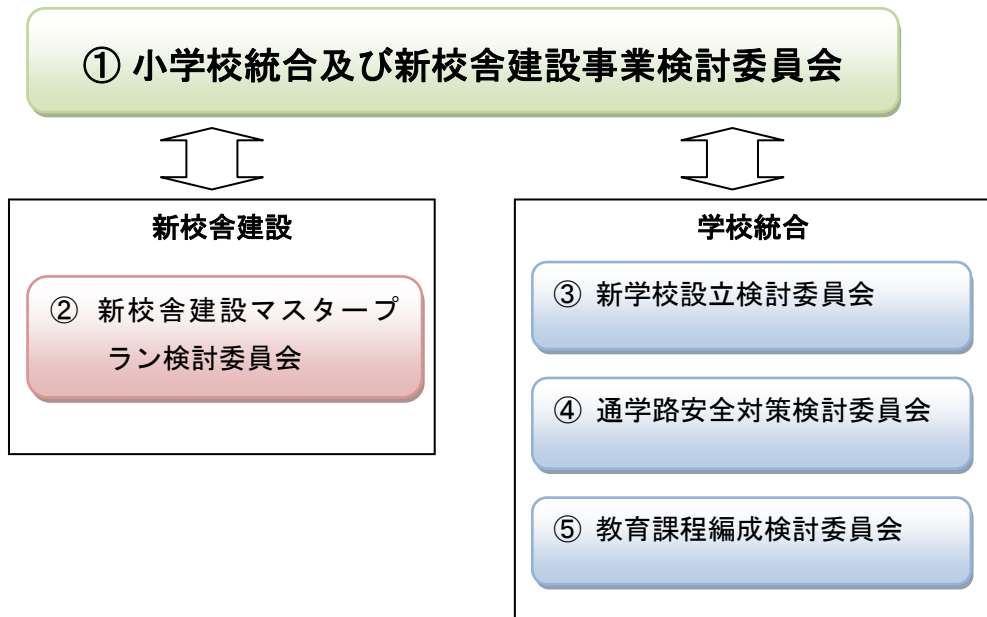 ① 小学校統合及び新校舎建設事業検討委員会
新校舎建設
② 新校舎建設マスタープ
ラン検討委員会
学校統合
③ 新学校設立検討委員会
④ 通学路安全対策検討委員会
⑤ 教育課程編成検討委員会